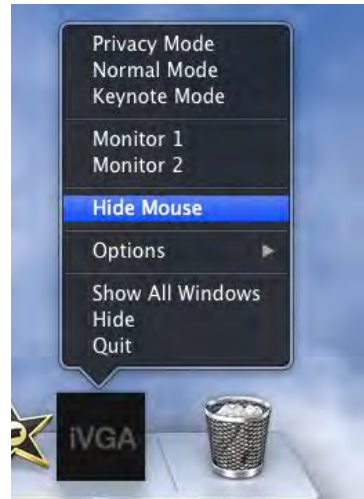 Privacy Mode
Normal Mode
Keynote Mode
Monitor 1
Monitor 2
Hide Mouse
Options
Show All Windows
Hide
Quit
iVGA